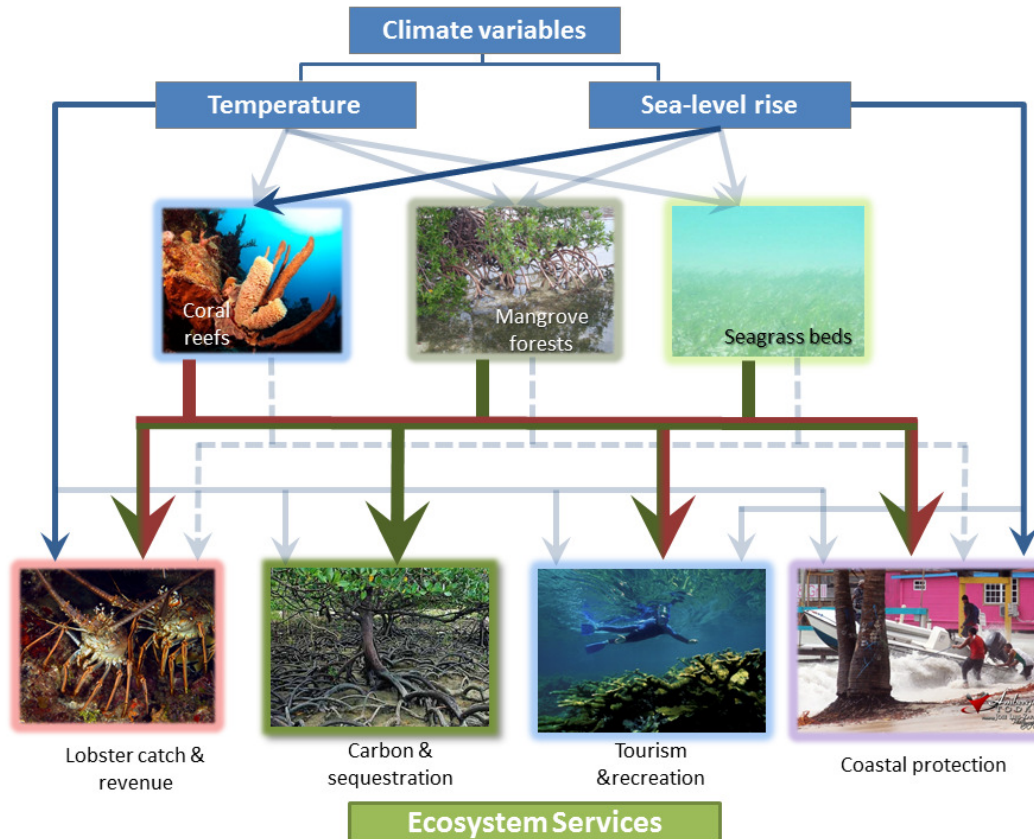 Climate variables
Temperature
Sea-level rise
Coral
reefs
Mangrove
forests
Seagrass beds
Lobster catch &
revenue
Carbon &
sequestration
Tourism
&recreation
Coastal protection
Ecosystem Services